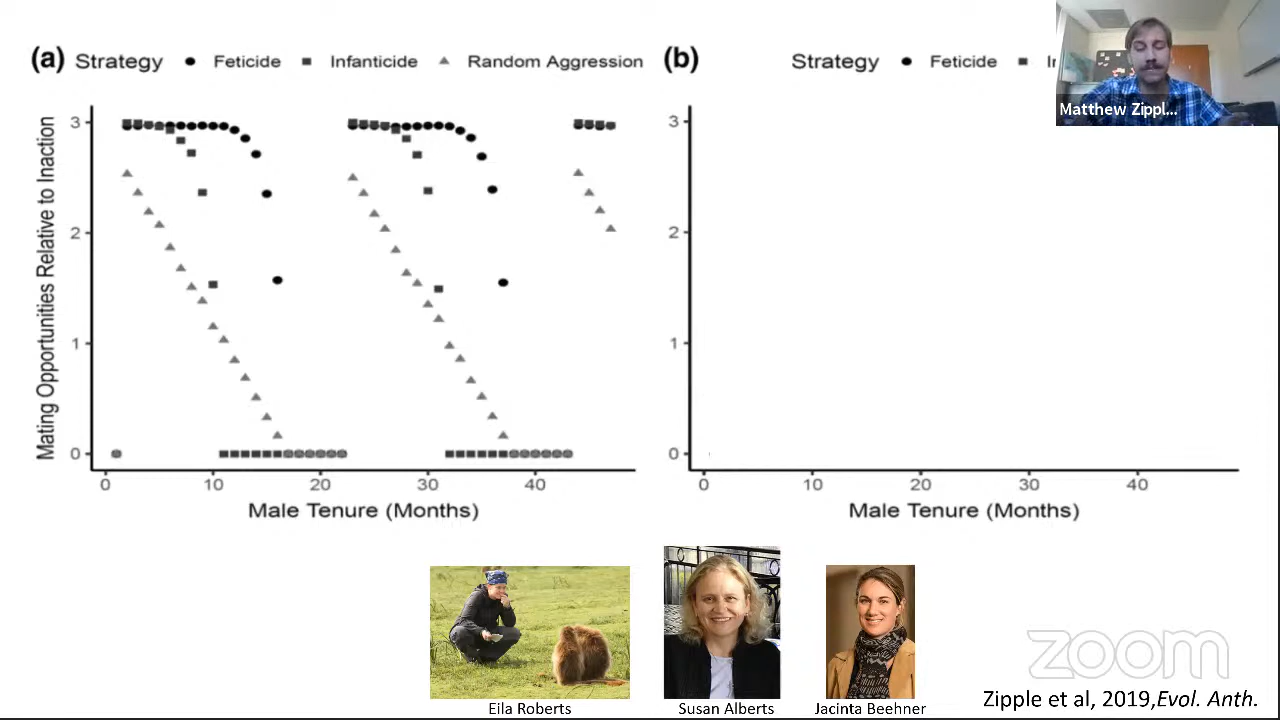 (a) Strategy Feticide Infanticide Random Aggression
Mating Opportunities Relative to Inaction
3
2
1
0
0 10 20 30 40
Male Tenure (Months)
(b) Strategy Feticide
3
2
1
0
0 10 20 30 40
Male Tenure (Months)
Matthew Zippl...
Eila Roberts
Susan Alberts
Jacinta Beehner
zoom
Zipple et al, 2019,Evol. Anth.